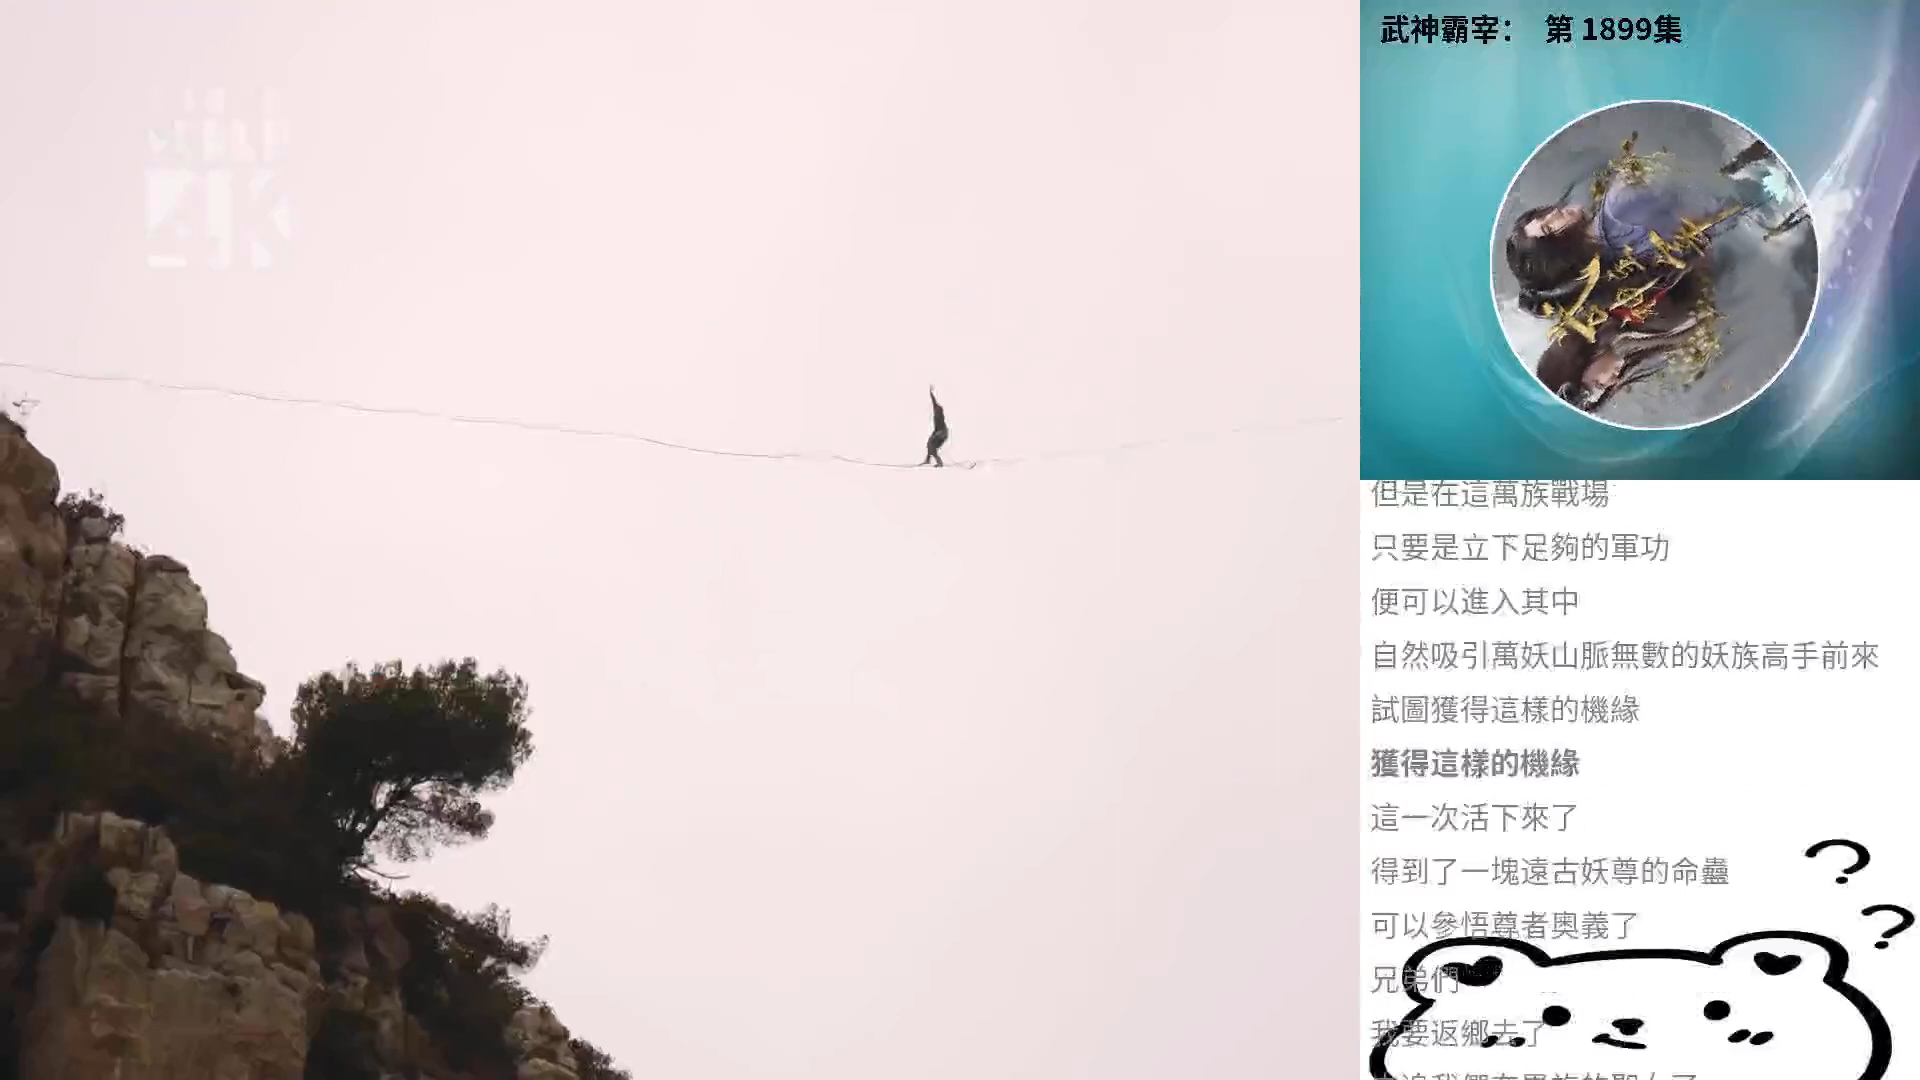 武神霸宰： 第 1899集
4K
但是在這萬族戰場
只要是立下足夠的軍功
便可以進入其中
自然吸引萬妖山脈無數的妖族高手前來
試圖獲得這樣的機緣
獲得這樣的機緣
這一次活下來了
得到了一塊遠古妖尊的命蠱
可以參悟尊者奧義了
兄弟們
我要返鄉去了
? ?